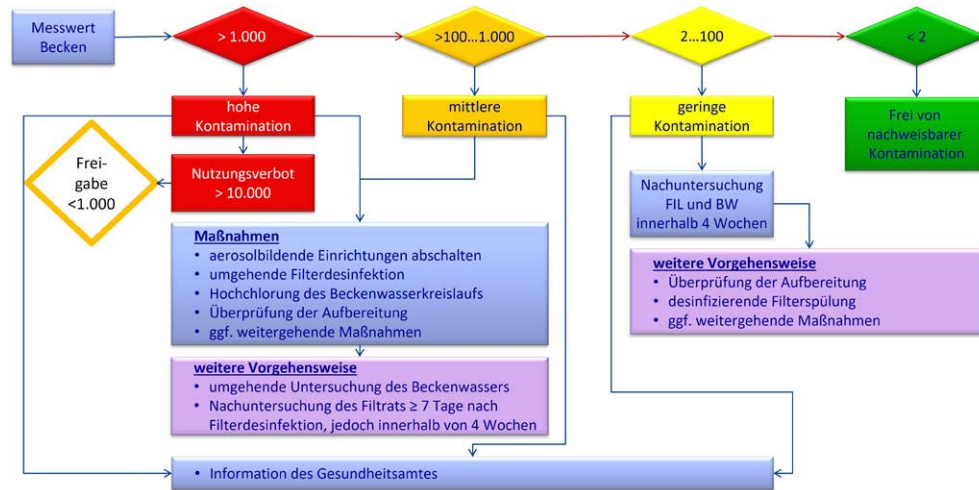 Messwert
Becken
> 1.000
>100...1.000
2...100
< 2
hohe
Kontamination
mittlere
Kontamination
geringe
Kontamination
Frei von
nachweisbarer
Kontamination
Frei-
gabe
<1.000
Nutzungsverbot
> 10.000
Nachuntersuchung
FIL und BW
innerhalb 4 Wochen
Maßnahmen
• aerosolbildende Einrichtungen abschalten
• umgehende Filterdesinfektion
• Hochchlorung des Beckenwasserkreislaufs
• Überprüfung der Aufbereitung
• ggf. weitergehende Maßnahmen
weitere Vorgehensweise
• Überprüfung der Aufbereitung
• desinfizierende Filterspülung
• ggf. weitergehende Maßnahmen
weitere Vorgehensweise
• umgehende Untersuchung des Beckenwassers
• Nachuntersuchung des Filtrats ≥ 7 Tage nach
Filterdesinfektion, jedoch innerhalb von 4 Wochen
• Information des Gesundheitsamtes